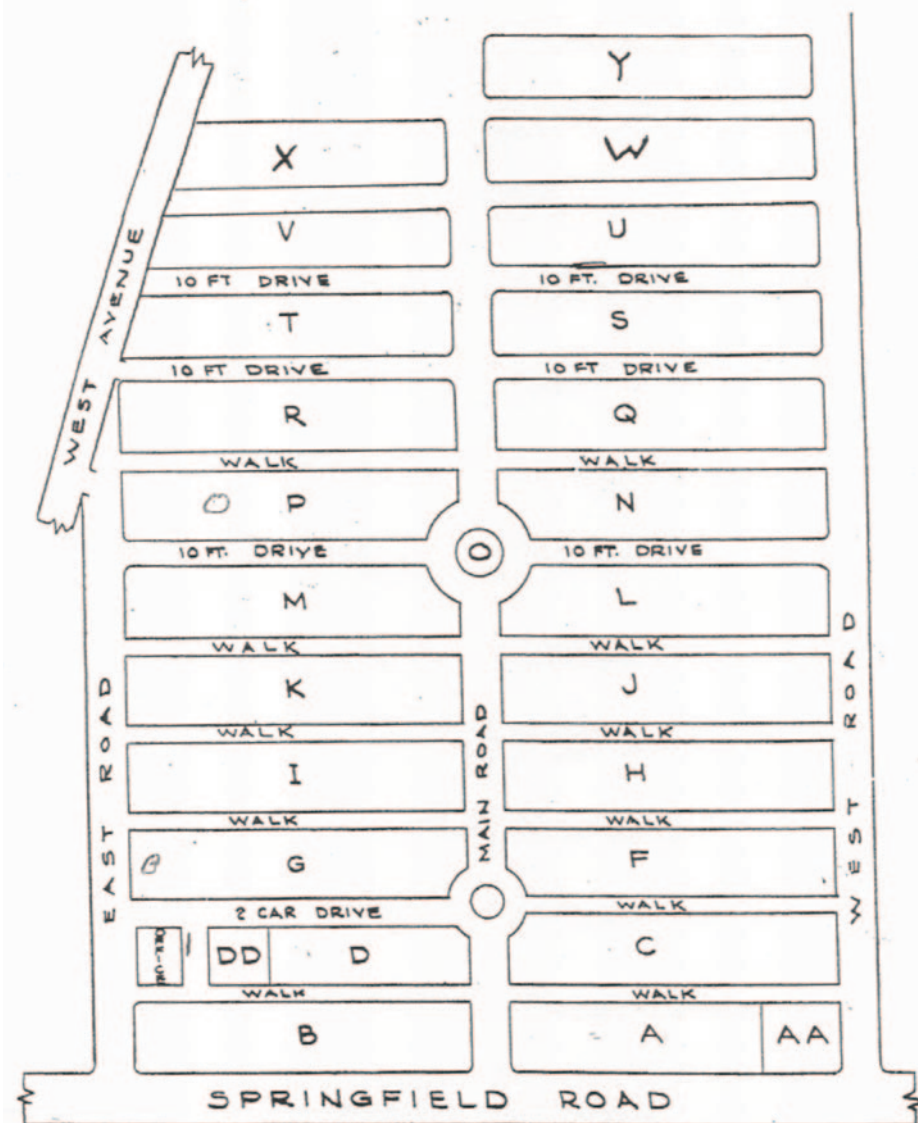 Y
X W
V U
10 FT DRIVE 10 FT. DRIVE
T S
10 FT DRIVE 10 FT DRIVE
WEST AVENUE
R Q
WALK WALK
P N
O
10 FT. DRIVE 10 FT. DRIVE
M L
WALK WALK
K J
WALK WALK
EAST ROAD
MAIN ROAD
WEST ROAD
I H
WALK WALK
G F
2 CAR DRIVE WALK
DD D C
WALK WALK
B A AA
SPRINGFIELD ROAD